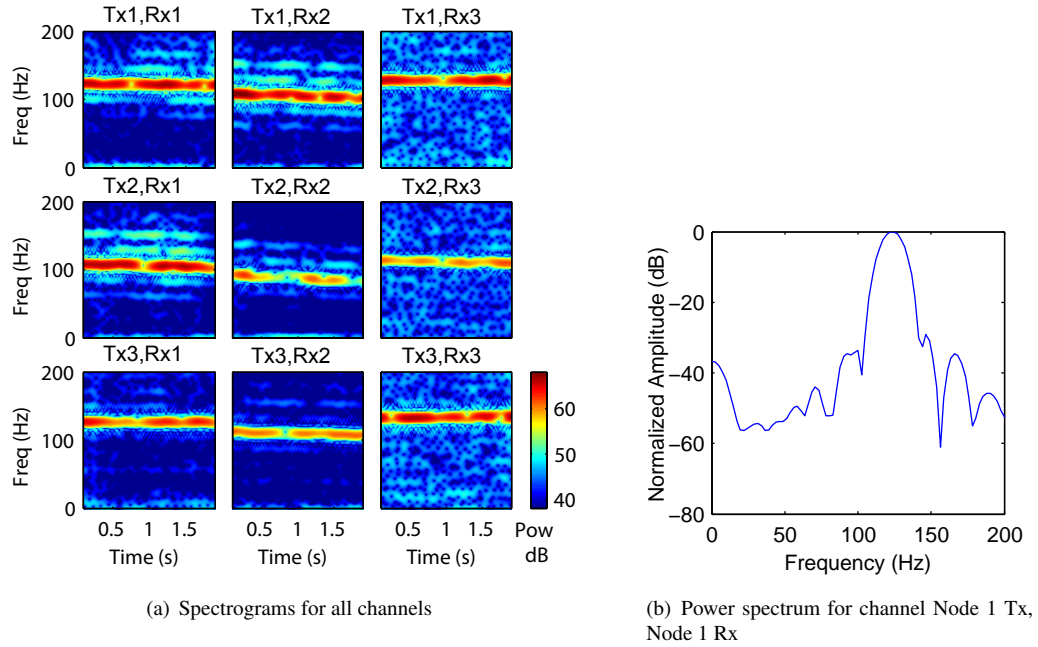 Tx1,Rx1 Tx1,Rx2 Tx1,Rx3
200
100
0
Freq (Hz)
Tx2,Rx1 Tx2,Rx2 Tx2,Rx3
200
100
0
Freq (Hz)
Tx3,Rx1 Tx3,Rx2 Tx3,Rx3
200
100
0
Freq (Hz)
60
50
40
Pow
dB
0.5 1 1.5 0.5 1 1.5 0.5 1 1.5
Time (s) Time (s) Time (s)
(a) Spectrograms for all channels
0
−20
−40
−60
−80
Normalized Amplitude (dB)
0 50 100 150 200
Frequency (Hz)
(b) Power spectrum for channel Node 1 Tx,
Node 1 Rx